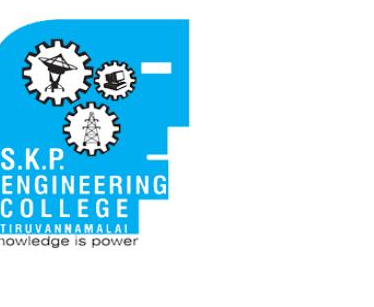 S.K.P.
ENGINEERING
COLLEGE
TIRUVANNAMALAI
nowledge is power